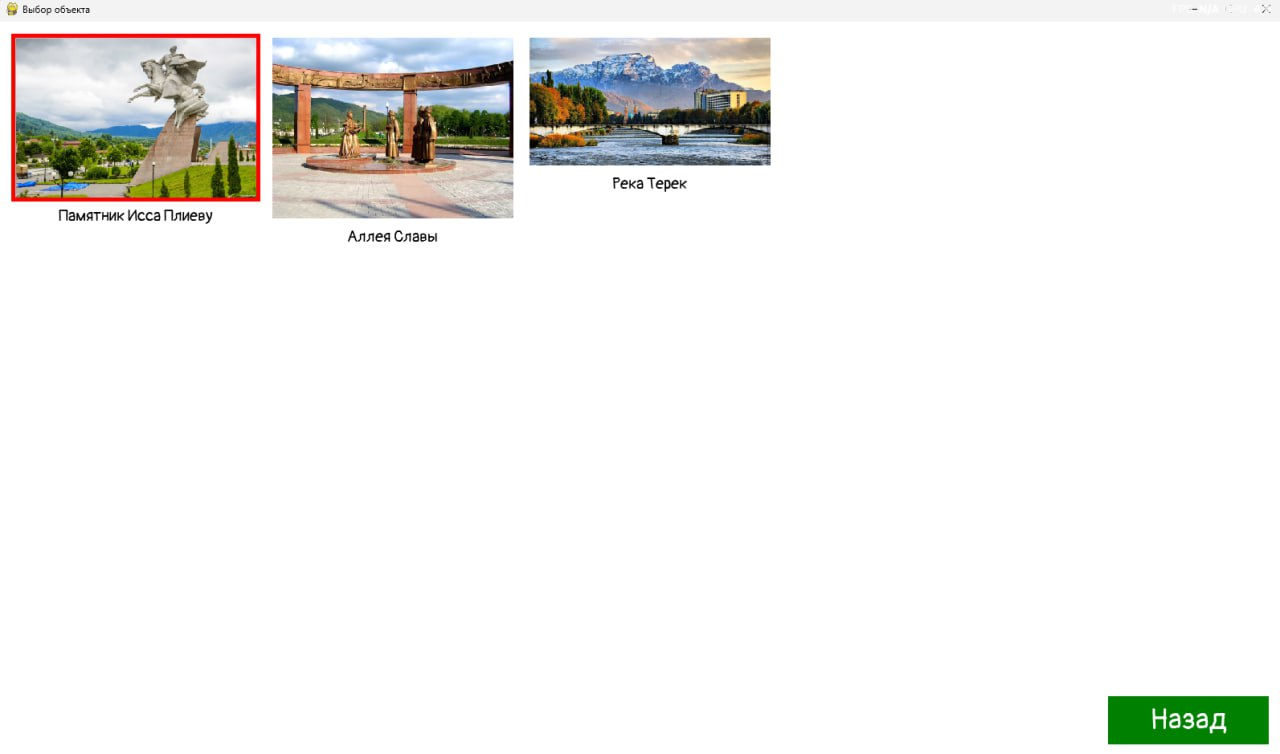 Выбор объекта
Памятник Исса Плиеву
Аллея Славы
Река Терек
Назад